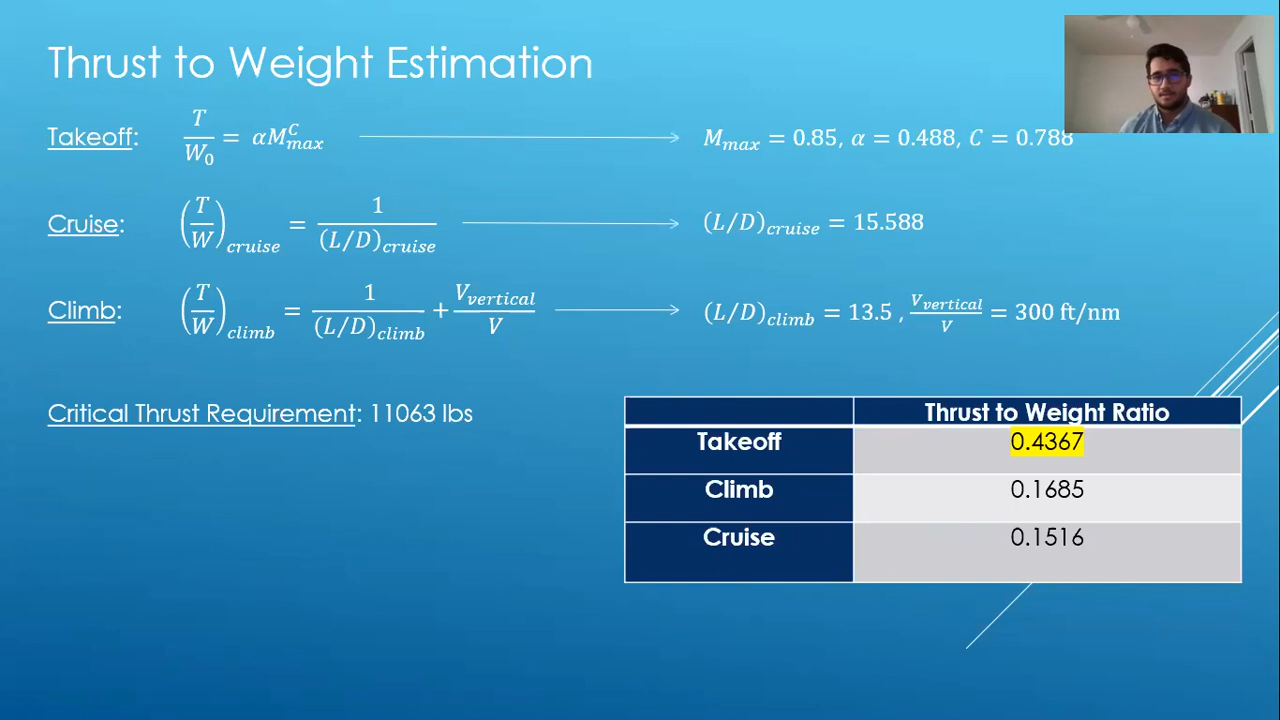 Thrust to Weight Estimation
Takeoff: T/W₀ = αM_max^C M_max = 0.85, α = 0.488, C = 0.788
Cruise: (T/W)_cruise = 1/(L/D)_cruise (L/D)_cruise = 15.588
Climb: (T/W)_climb = 1/(L/D)_climb + V_vertical/V (L/D)_climb = 13.5 , V_vertical/V = 300 ft/nm
Critical Thrust Requirement: 11063 lbs
Thrust to Weight Ratio
Takeoff 0.4367
Climb 0.1685
Cruise 0.1516